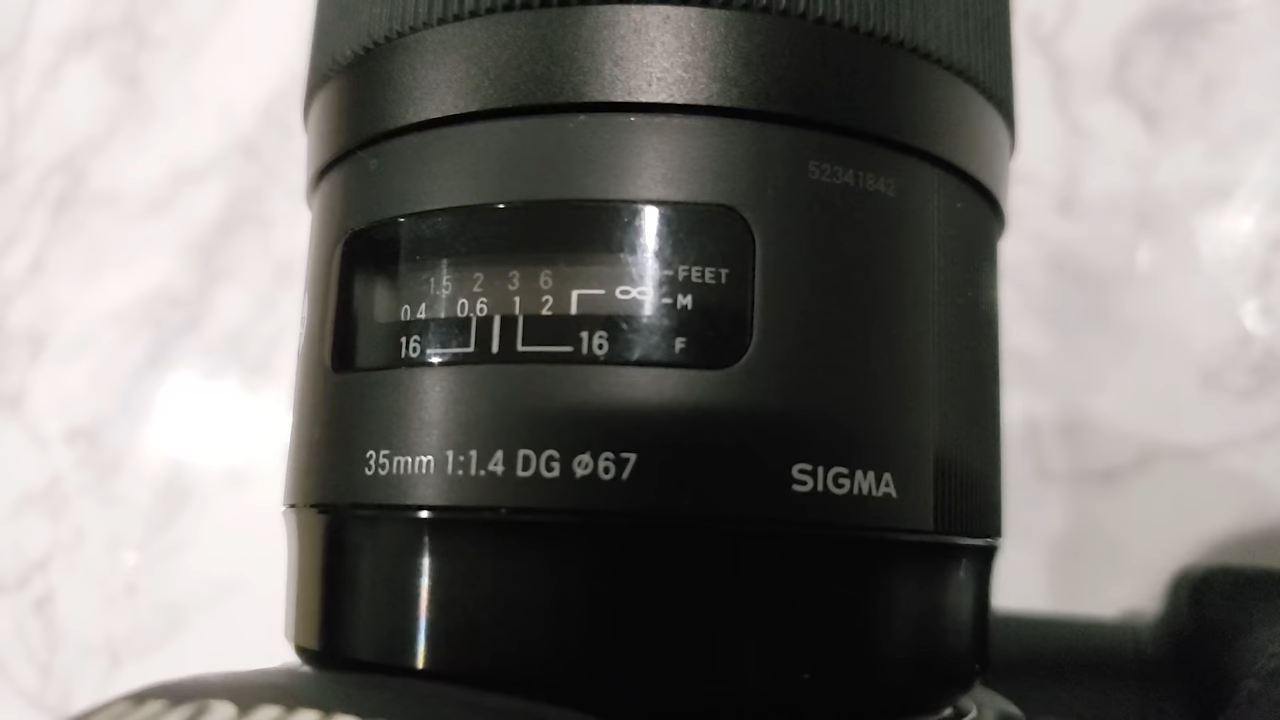 52341842
1.5 2 3 6 -FEET
0.4 0.6 1 2 ∞ -M
16 16 F
35mm 1:1.4 DG ø67
SIGMA